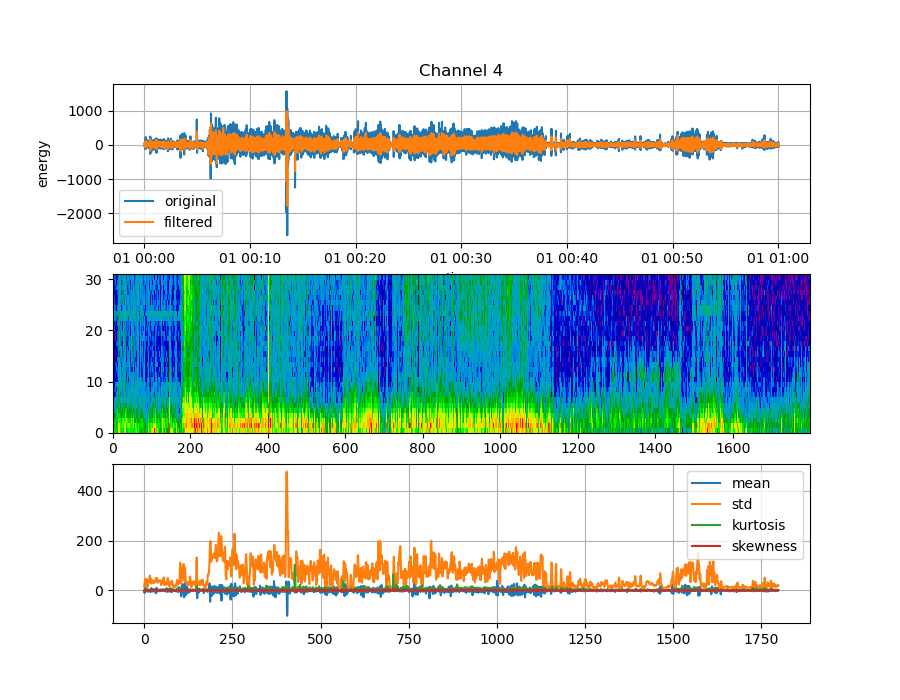 Channel 4
energy
1000
0
−1000
−2000
original
filtered
01 00:00 01 00:10 01 00:20 01 00:30 01 00:40 01 00:50 01 01:00
30
20
10
0
0 200 400 600 800 1000 1200 1400 1600
400
200
0
mean
std
kurtosis
skewness
0 250 500 750 1000 1250 1500 1750